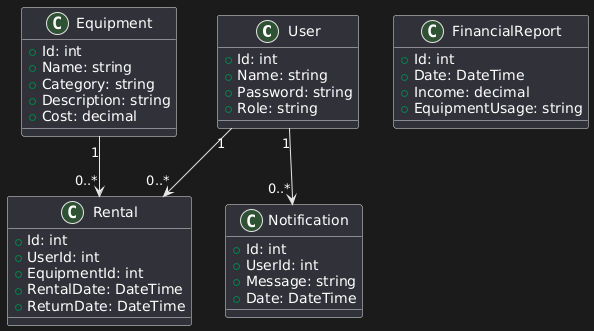 C Equipment
Id: int
Name: string
Category: string
Description: string
Cost: decimal
C User
Id: int
Name: string
Password: string
Role: string
C FinancialReport
Id: int
Date: DateTime
Income: decimal
EquipmentUsage: string
1
0..*
1
0..*
1
0..*
C Rental
Id: int
UserId: int
EquipmentId: int
RentalDate: DateTime
ReturnDate: DateTime
C Notification
Id: int
UserId: int
Message: string
Date: DateTime